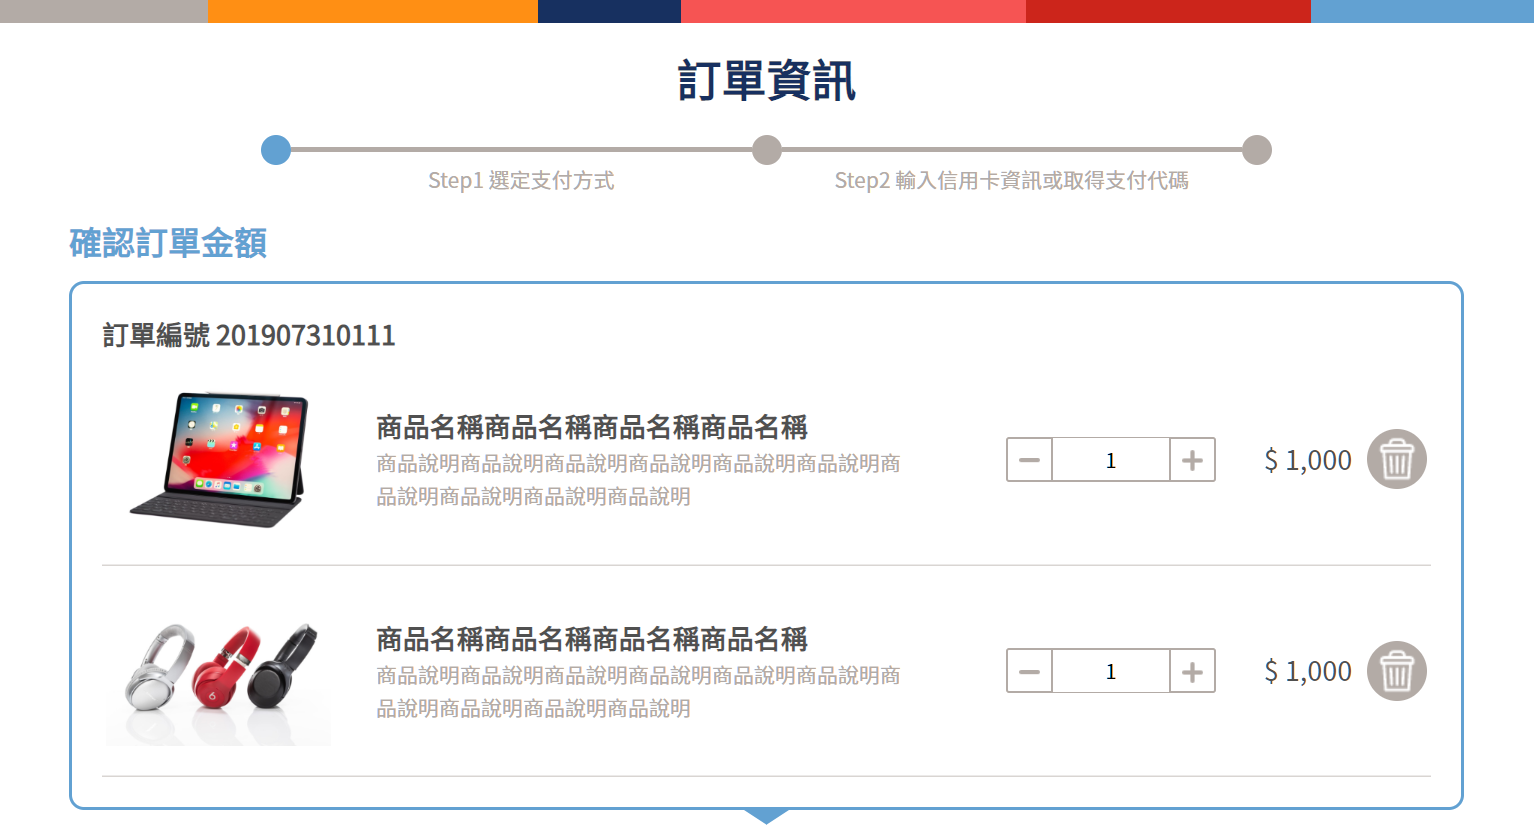 訂單資訊
Step1 選定支付方式
Step2 輸入信用卡資訊或取得支付代碼
確認訂單金額
訂單編號 201907310111
商品名稱商品名稱商品名稱商品名稱
商品說明商品說明商品說明商品說明商品說明商品說明商
品說明商品說明商品說明商品說明
1
$ 1,000
商品名稱商品名稱商品名稱商品名稱
商品說明商品說明商品說明商品說明商品說明商品說明商
品說明商品說明商品說明商品說明
1
$ 1,000